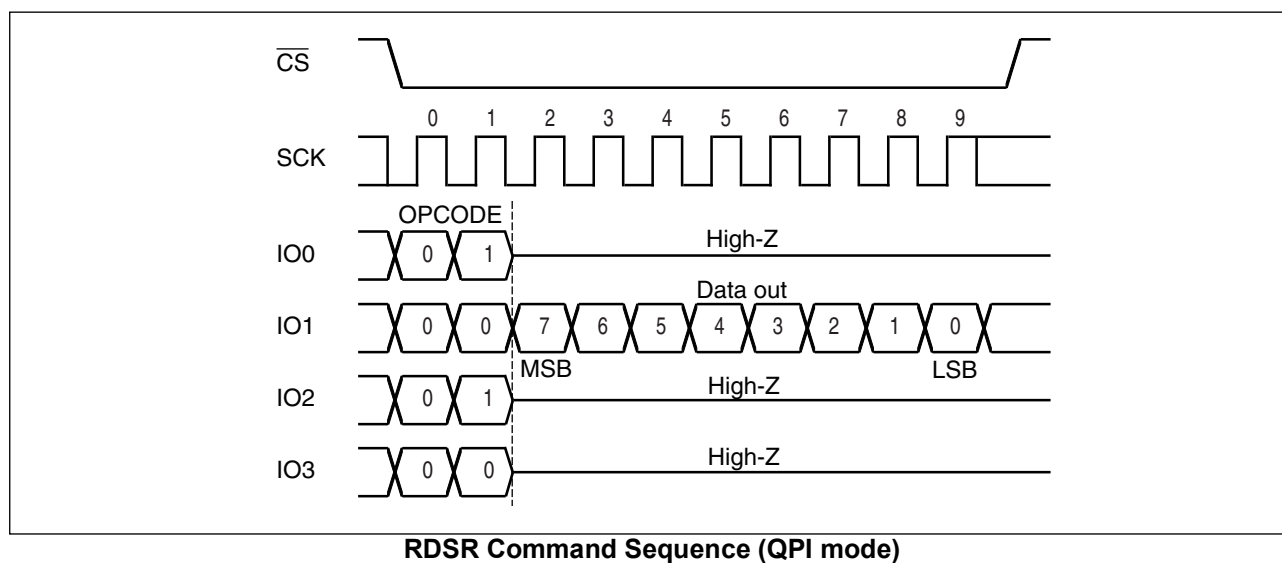 CS
0 1 2 3 4 5 6 7 8 9
SCK
OPCODE
IO0 0 1 High-Z
Data out
IO1 0 0 7 6 5 4 3 2 1 0
MSB LSB
IO2 0 1 High-Z
IO3 0 0 High-Z
RDSR Command Sequence (QPI mode)